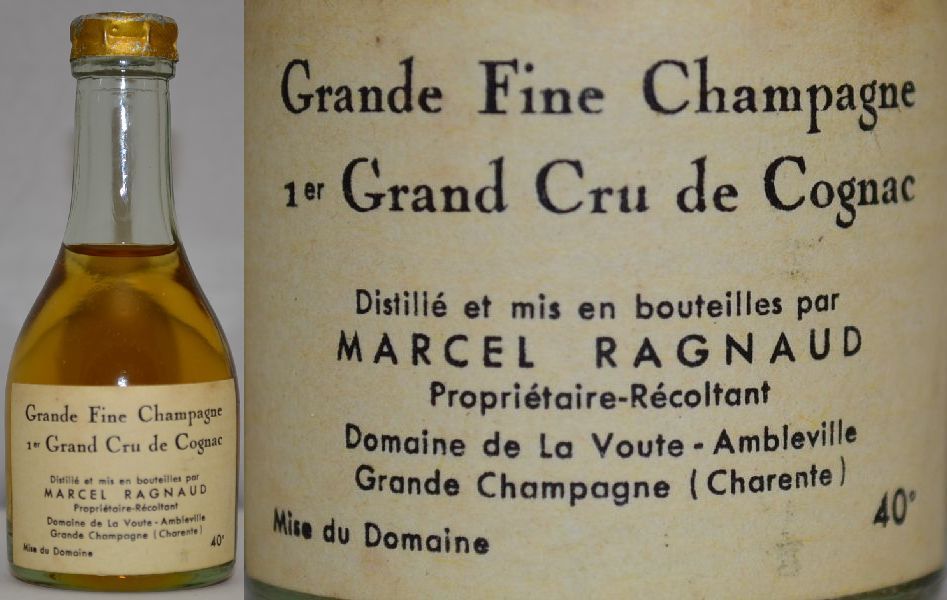 Grande Fine Champagne
1er Grand Cru de Cognac
Distillé et mis en bouteilles par
MARCEL RAGNAUD
Propriétaire-Récoltant
Domaine de La Voute - Ambleville
Grande Champagne (Charente)
40°
Mise du Domaine
Grande Fine Champagne
1er Grand Cru de Cognac
Distillé et mis en bouteilles par
MARCEL RAGNAUD
Propriétaire-Récoltant
Domaine de La Voute - Ambleville
Grande Champagne (Charente)
40°
Mise du Domaine